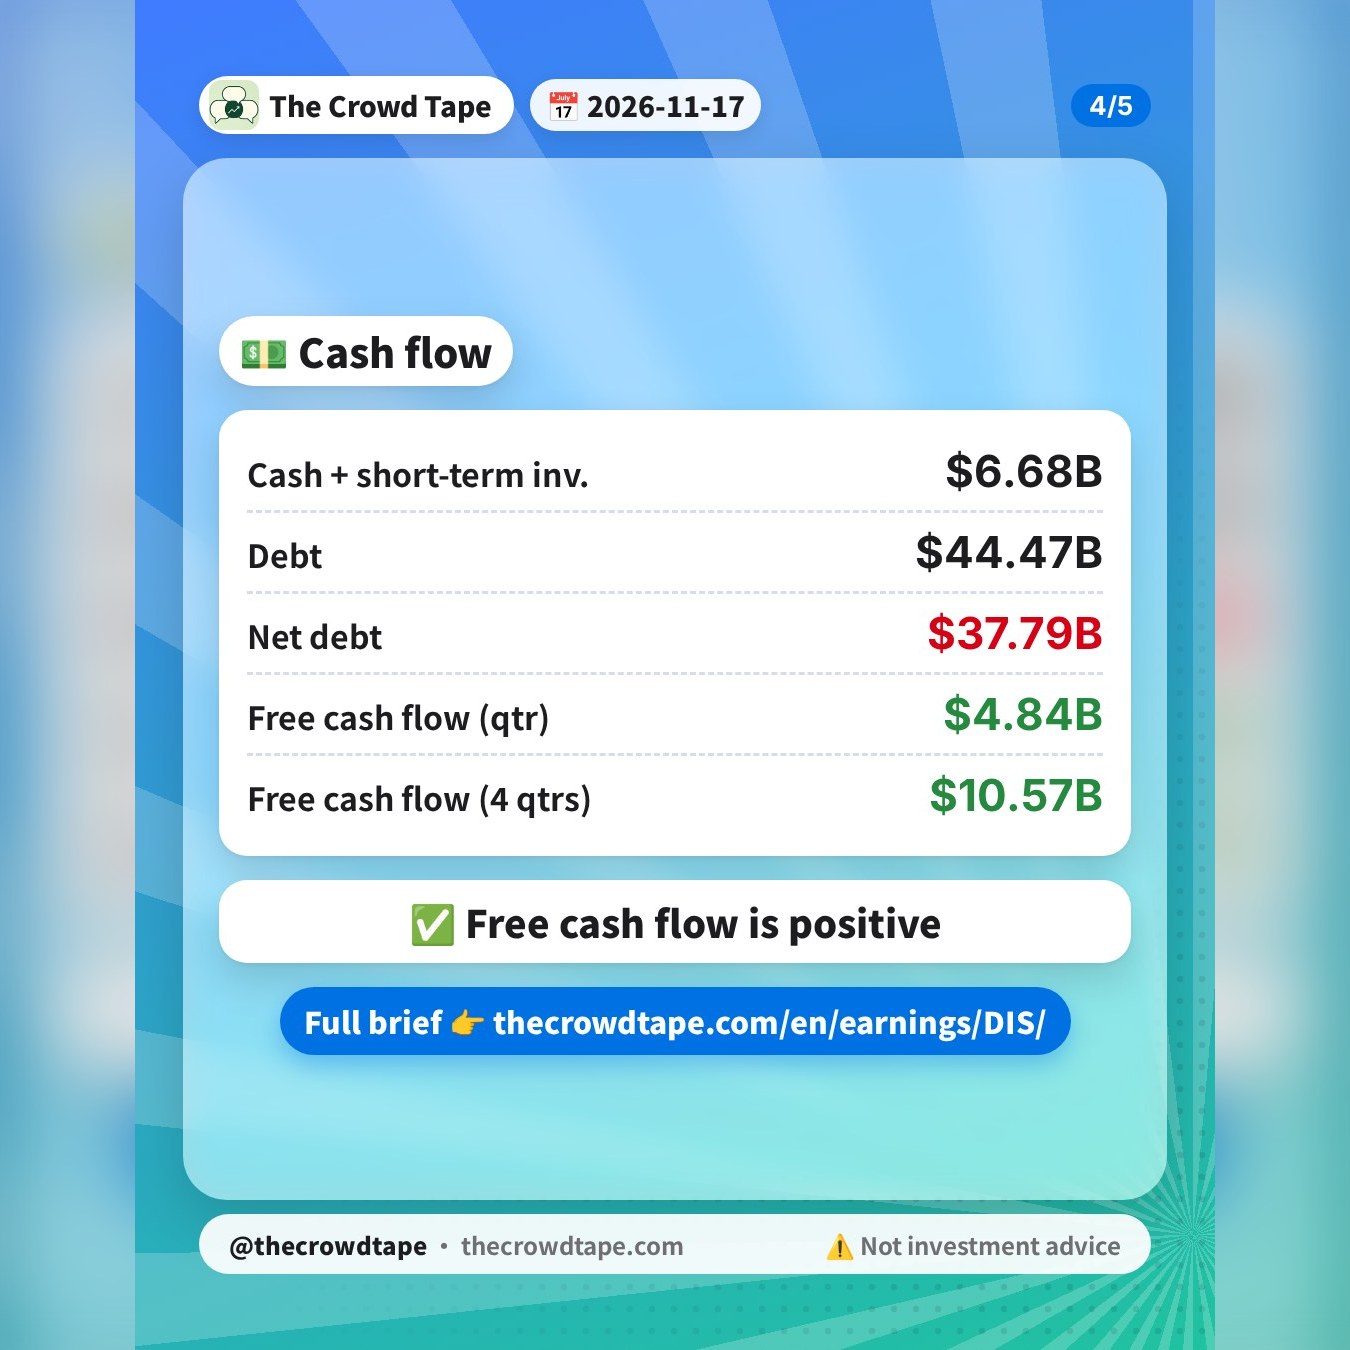 The Crowd Tape
July 17 2026-11-17
4/5
💵 Cash flow
Cash + short-term inv. $6.68B
Debt $44.47B
Net debt $37.79B
Free cash flow (qtr) $4.84B
Free cash flow (4 qtrs) $10.57B
✅ Free cash flow is positive
Full brief 👉 thecrowdtape.com/en/earnings/DIS/
@thecrowdtape • thecrowdtape.com ⚠️ Not investment advice